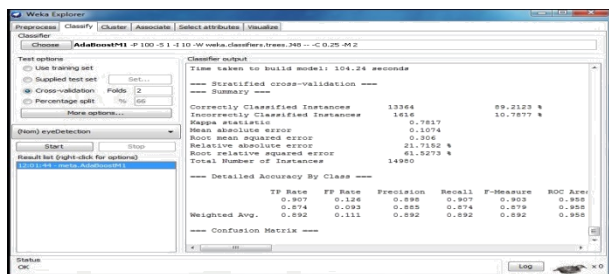 Weka Explorer
Preprocess Classify Cluster Associate Select attributes Visualize
Classifier
Choose AdaBoostM1 -P 100 -S 1 -I 10 -W weka.classifiers.trees.J48 -- -C 0.25 -M 2
Test options
Use training set
Supplied test set Set...
Cross-validation Folds 2
Percentage split % 66
More options...
(Nom) eyeDetection
Start Stop
Result list (right-click for options)
12:01:44 - meta.AdaBoostM1
Classifier output
Time taken to build model: 104.24 seconds
=== Stratified cross-validation ===
=== Summary ===
Correctly Classified Instances 13364 89.2123 %
Incorrectly Classified Instances 1616 10.7877 %
Kappa statistic 0.7817
Mean absolute error 0.1074
Root mean squared error 0.306
Relative absolute error 21.7152 %
Root relative squared error 61.5273 %
Total Number of Instances 14980
=== Detailed Accuracy By Class ===
TP Rate FP Rate Precision Recall F-Measure ROC Area
0.907 0.126 0.898 0.907 0.903 0.958
0.874 0.093 0.885 0.874 0.879 0.958
Weighted Avg. 0.892 0.111 0.892 0.892 0.892 0.958
=== Confusion Matrix ===
Status
OK
Log x 0